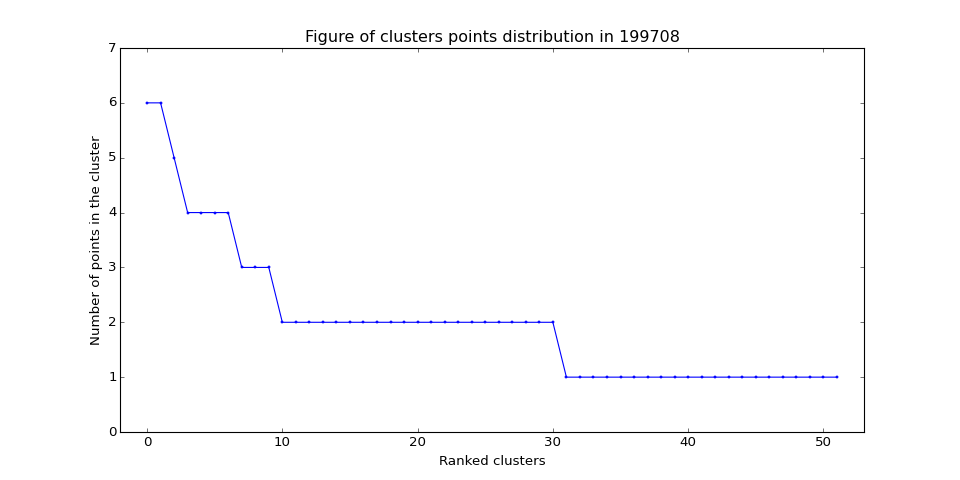 Figure of clusters points distribution in 199708
7
6
5
4
3
2
1
0
Number of points in the cluster
0 10 20 30 40 50
Ranked clusters